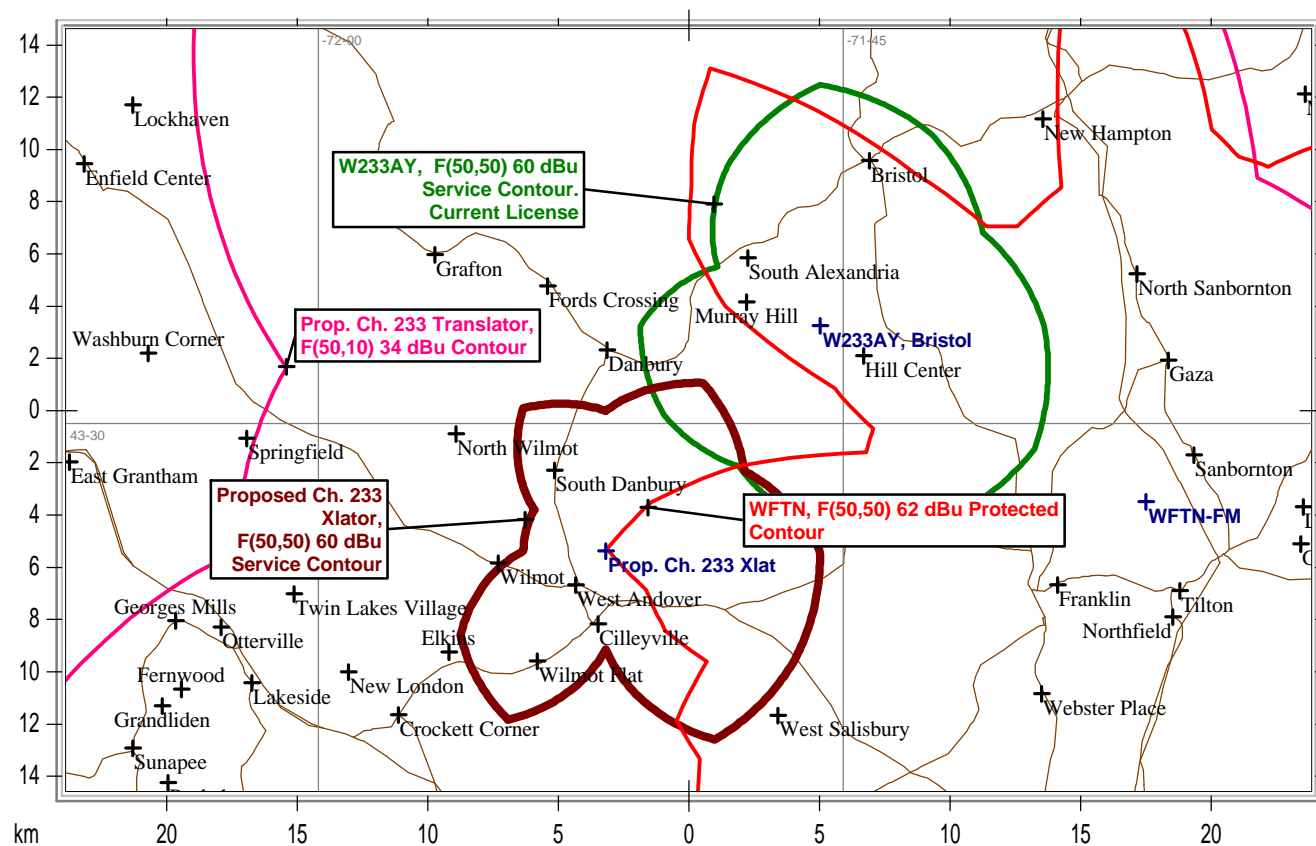 -72-00
-71-45
14
12
10
8
6
4
2
0
2
4
6
8
10
12
14
Lockhaven
New Hampton
W233AY, F(50,50) 60 dBu
Service Contour.
Current License
Enfield Center
Bristol
Grafton
South Alexandria
North Sanbornton
Fords Crossing
Murray Hill
Prop. Ch. 233 Translator,
F(50,10) 34 dBu Contour
Washburn Corner
W233AY, Bristol
Danbury
Hill Center
Gaza
43-30
Springfield
North Wilmot
East Grantham
Sanbornton
South Danbury
Proposed Ch. 233
Xlator,
F(50,50) 60 dBu
Service Contour
WFTN, F(50,50) 62 dBu Protected
Contour
WFTN-FM
Prop. Ch. 233 Xlat
Wilmot
West Andover
Franklin
Tilton
Georges Mills
Twin Lakes Village
Northfield
Otterville
Elkins
Cilleyville
Fernwood
Wilmot Flat
Lakeside
New London
Webster Place
Grandliden
Crockett Corner
West Salisbury
Sunapee
km
20
15
10
5
0
5
10
15
20